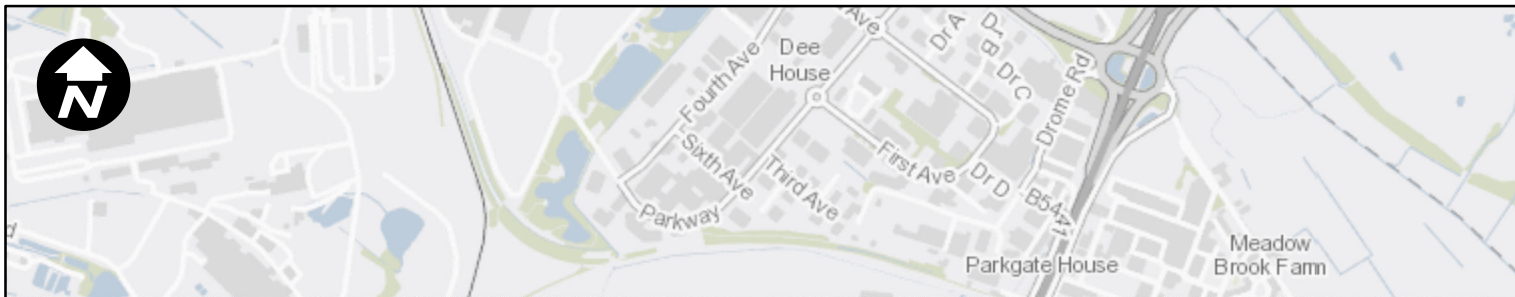 N
Ave
Dr A
Dr B
Dee
House
Dr C
Fourth Ave
Drome Rd
Sixth Ave
Third Ave
First Ave
Dr D
B5441
Parkway
Meadow
Brook Farm
Parkgate House